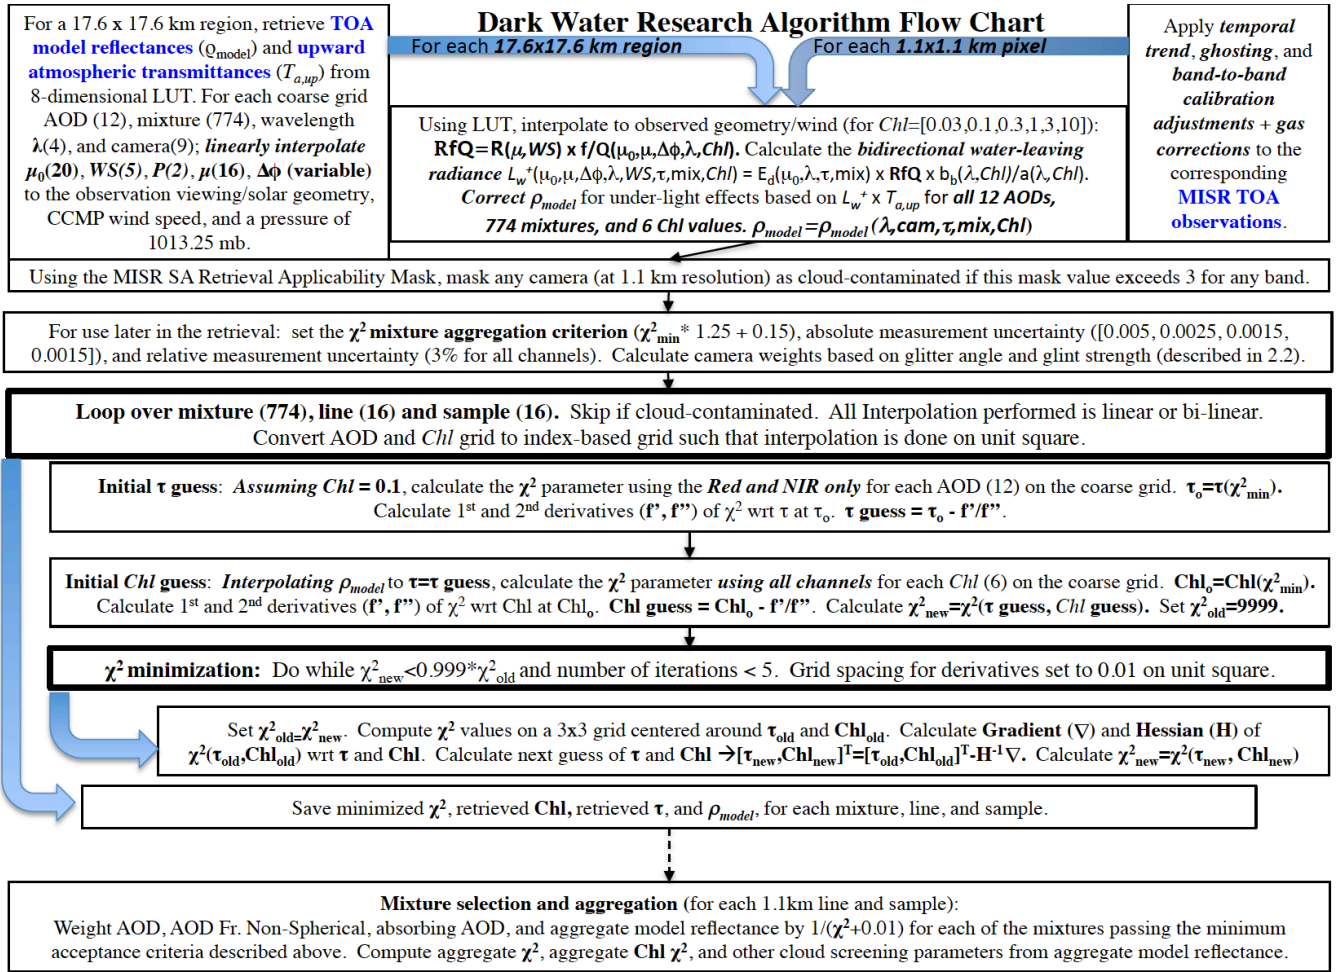 Dark Water Research Algorithm Flow Chart
For a 17.6 x 17.6 km region, retrieve TOA
model reflectances (ϱmodel) and upward
atmospheric transmittances (Ta,up) from
8-dimensional LUT. For each coarse grid
AOD (12), mixture (774), wavelength
λ(4), and camera(9); linearly interpolate
μ0(20), WS(5), P(2), μ(16), Δϕ (variable)
to the observation viewing/solar geometry,
CCMP wind speed, and a pressure of
1013.25 mb.
For each 17.6x17.6 km region
For each 1.1x1.1 km pixel
Using LUT, interpolate to observed geometry/wind (for Chl=[0.03,0.1,0.3,1,3,10]):
RfQ=R(μ,WS) x f/Q(μ0,μ,Δϕ,λ,Chl). Calculate the bidirectional water-leaving
radiance Lw+(μ0,μ,Δϕ,λ,WS,τ,mix,Chl) = Ed(μ0,λ,τ,mix) x RfQ x bb(λ,Chl)/a(λ,Chl).
Correct ρmodel for under-light effects based on Lw+ x Ta,up for all 12 AODs,
774 mixtures, and 6 Chl values. ρmodel=ρmodel(λ,cam,τ,mix,Chl)
Apply temporal
trend, ghosting, and
band-to-band
calibration
adjustments + gas
corrections to the
corresponding
MISR TOA
observations.
Using the MISR SA Retrieval Applicability Mask, mask any camera (at 1.1 km resolution) as cloud-contaminated if this mask value exceeds 3 for any band.
For use later in the retrieval: set the χ² mixture aggregation criterion (χ²min* 1.25 + 0.15), absolute measurement uncertainty ([0.005, 0.0025, 0.0015,
0.0015]), and relative measurement uncertainty (3% for all channels). Calculate camera weights based on glitter angle and glint strength (described in 2.2).
Loop over mixture (774), line (16) and sample (16). Skip if cloud-contaminated. All Interpolation performed is linear or bi-linear.
Convert AOD and Chl grid to index-based grid such that interpolation is done on unit square.
Initial τ guess: Assuming Chl = 0.1, calculate the χ² parameter using the Red and NIR only for each AOD (12) on the coarse grid. τo=τ(χ²min).
Calculate 1st and 2nd derivatives (f’, f”) of χ² wrt τ at τo. τ guess = τo - f’/f”.
Initial Chl guess: Interpolating ρmodel to τ=τ guess, calculate the χ² parameter using all channels for each Chl (6) on the coarse grid. Chlo=Chl(χ²min).
Calculate 1st and 2nd derivatives (f’, f”) of χ² wrt Chl at Chlo. Chl guess = Chlo - f’/f”. Calculate χ²new=χ²(τ guess, Chl guess). Set χ²old=9999.
χ² minimization: Do while χ²new<0.999*χ²old and number of iterations < 5. Grid spacing for derivatives set to 0.01 on unit square.
Set χ²old=χ²new. Compute χ² values on a 3x3 grid centered around τold and Chlold. Calculate Gradient (∇) and Hessian (H) of
χ²(τold,Chlold) wrt τ and Chl. Calculate next guess of τ and Chl →[τnew,Chlnew]T=[τold,Chlold]T-H-1∇. Calculate χ²new=χ²(τnew, Chlnew)
Save minimized χ², retrieved Chl, retrieved τ, and ρmodel, for each mixture, line, and sample.
Mixture selection and aggregation (for each 1.1km line and sample):
Weight AOD, AOD Fr. Non-Spherical, absorbing AOD, and aggregate model reflectance by 1/(χ²+0.01) for each of the mixtures passing the minimum
acceptance criteria described above. Compute aggregate χ², aggregate Chl χ², and other cloud screening parameters from aggregate model reflectance.